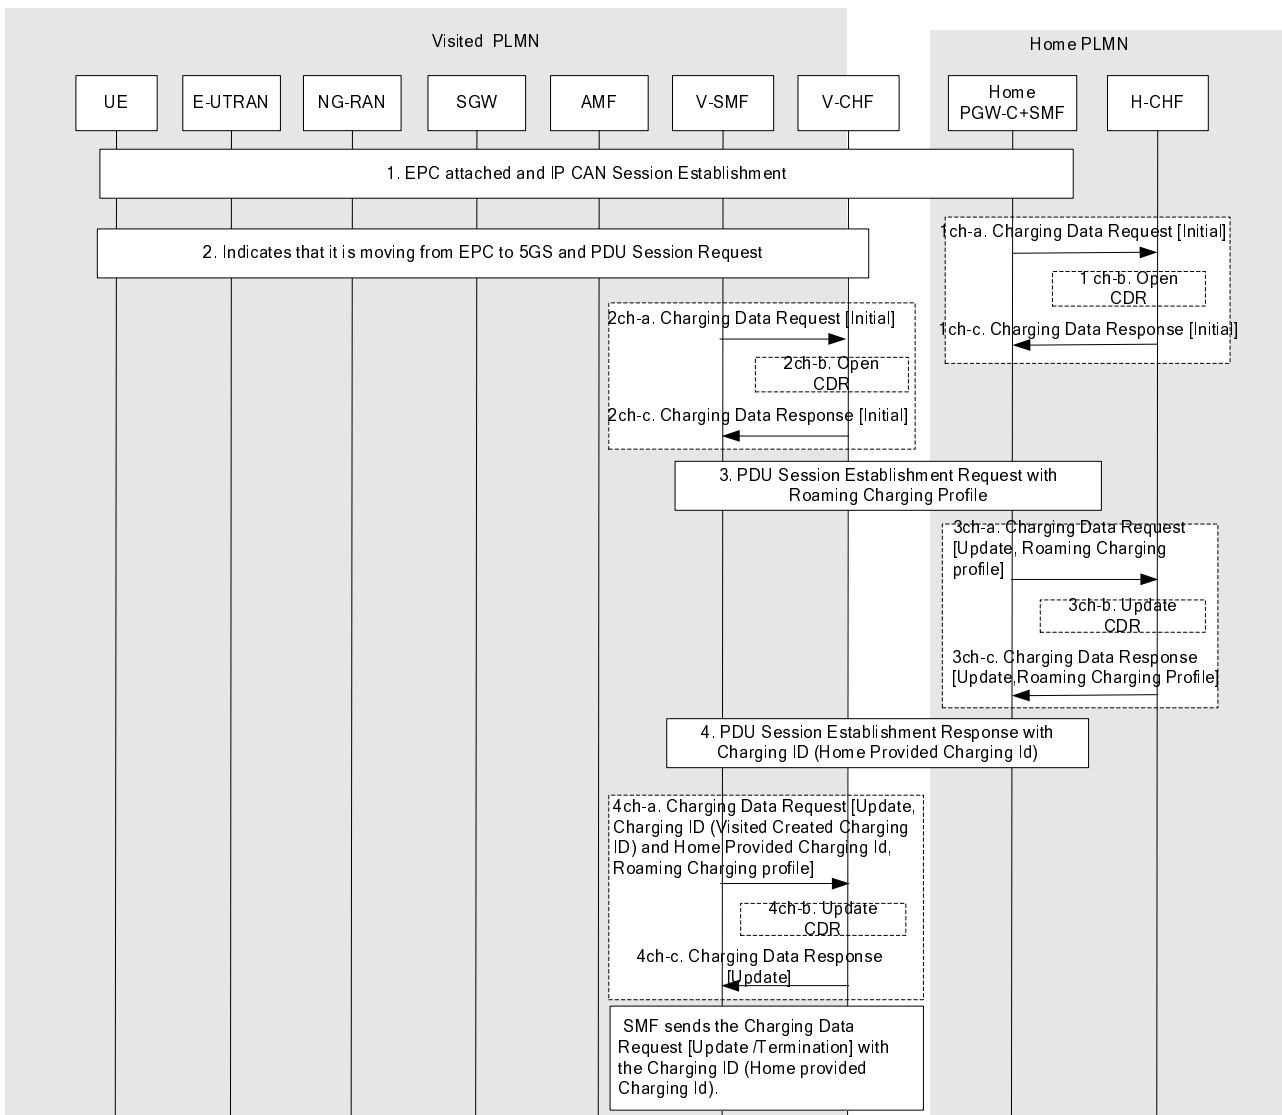 Visited PLMN
Home PLMN
UE
E-UTRAN
NG-RAN
SGW
AMF
V-SMF
V-CHF
Home
PGW-C+SMF
H-CHF
1. EPC attached and IP CAN Session Establishment
1ch-a. Charging Data Request [Initial]
2. Indicates that it is moving from EPC to 5GS and PDU Session Request
1 ch-b. Open
CDR
1ch-c. Charging Data Response [Initial]
2ch-a. Charging Data Request [Initial]
2ch-b. Open
CDR
2ch-c. Charging Data Response [Initial]
3. PDU Session Establishment Request with
Roaming Charging Profile
3ch-a. Charging Data Request
[Update, Roaming Charging
profile]
3ch-b. Update
CDR
3ch-c. Charging Data Response
[Update,Roaming Charging Profile]
4. PDU Session Establishment Response with
Charging ID (Home Provided Charging Id)
4ch-a. Charging Data Request [Update,
Charging ID (Visited Created Charging
ID) and Home Provided Charging Id,
Roaming Charging profile]
4ch-b. Update
CDR
4ch-c. Charging Data Response
[Update]
SMF sends the Charging Data
Request [Update /Termination] with
the Charging ID (Home provided
Charging Id).